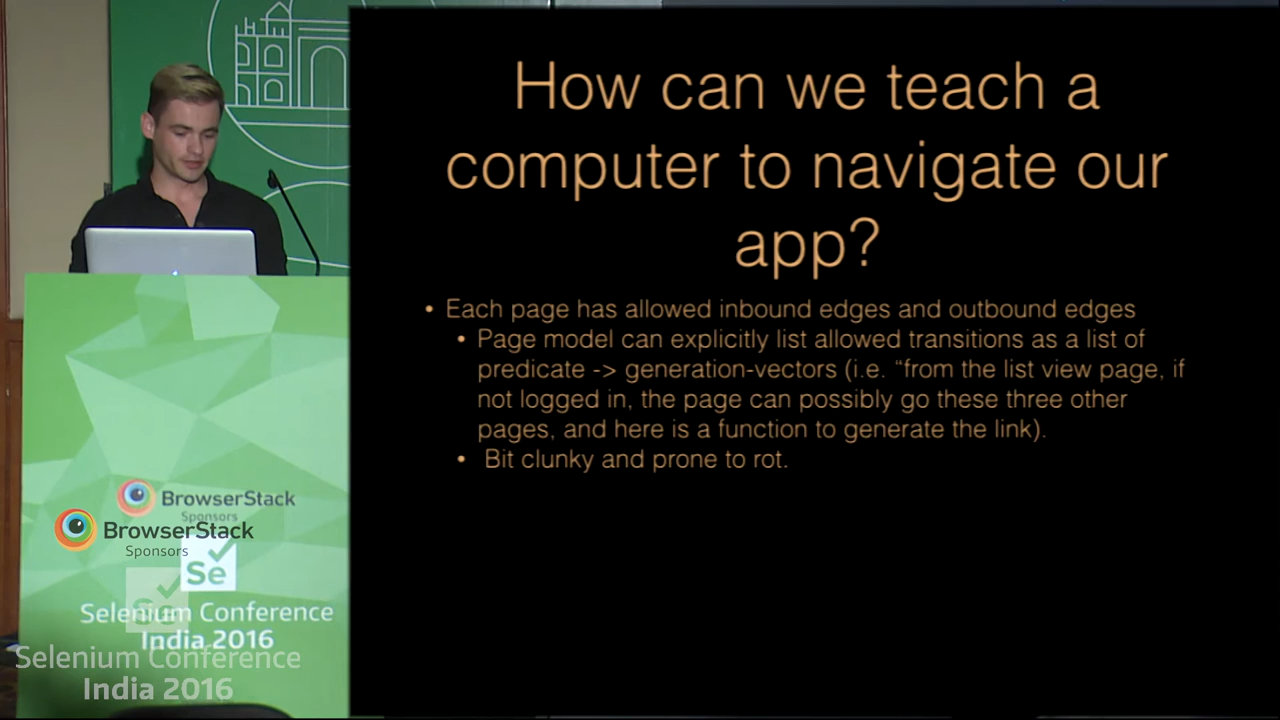 How can we teach a
computer to navigate our
app?
• Each page has allowed inbound edges and outbound edges
• Page model can explicitly list allowed transitions as a list of
predicate -> generation-vectors (i.e. “from the list view page, if
not logged in, the page can possibly go these three other
pages, and here is a function to generate the link).
• Bit clunky and prone to rot.
BrowserStack
Sponsors
BrowserStack
Sponsors
Se
Se
Selenium Conference
India 2016
Selenium Conference
India 2016